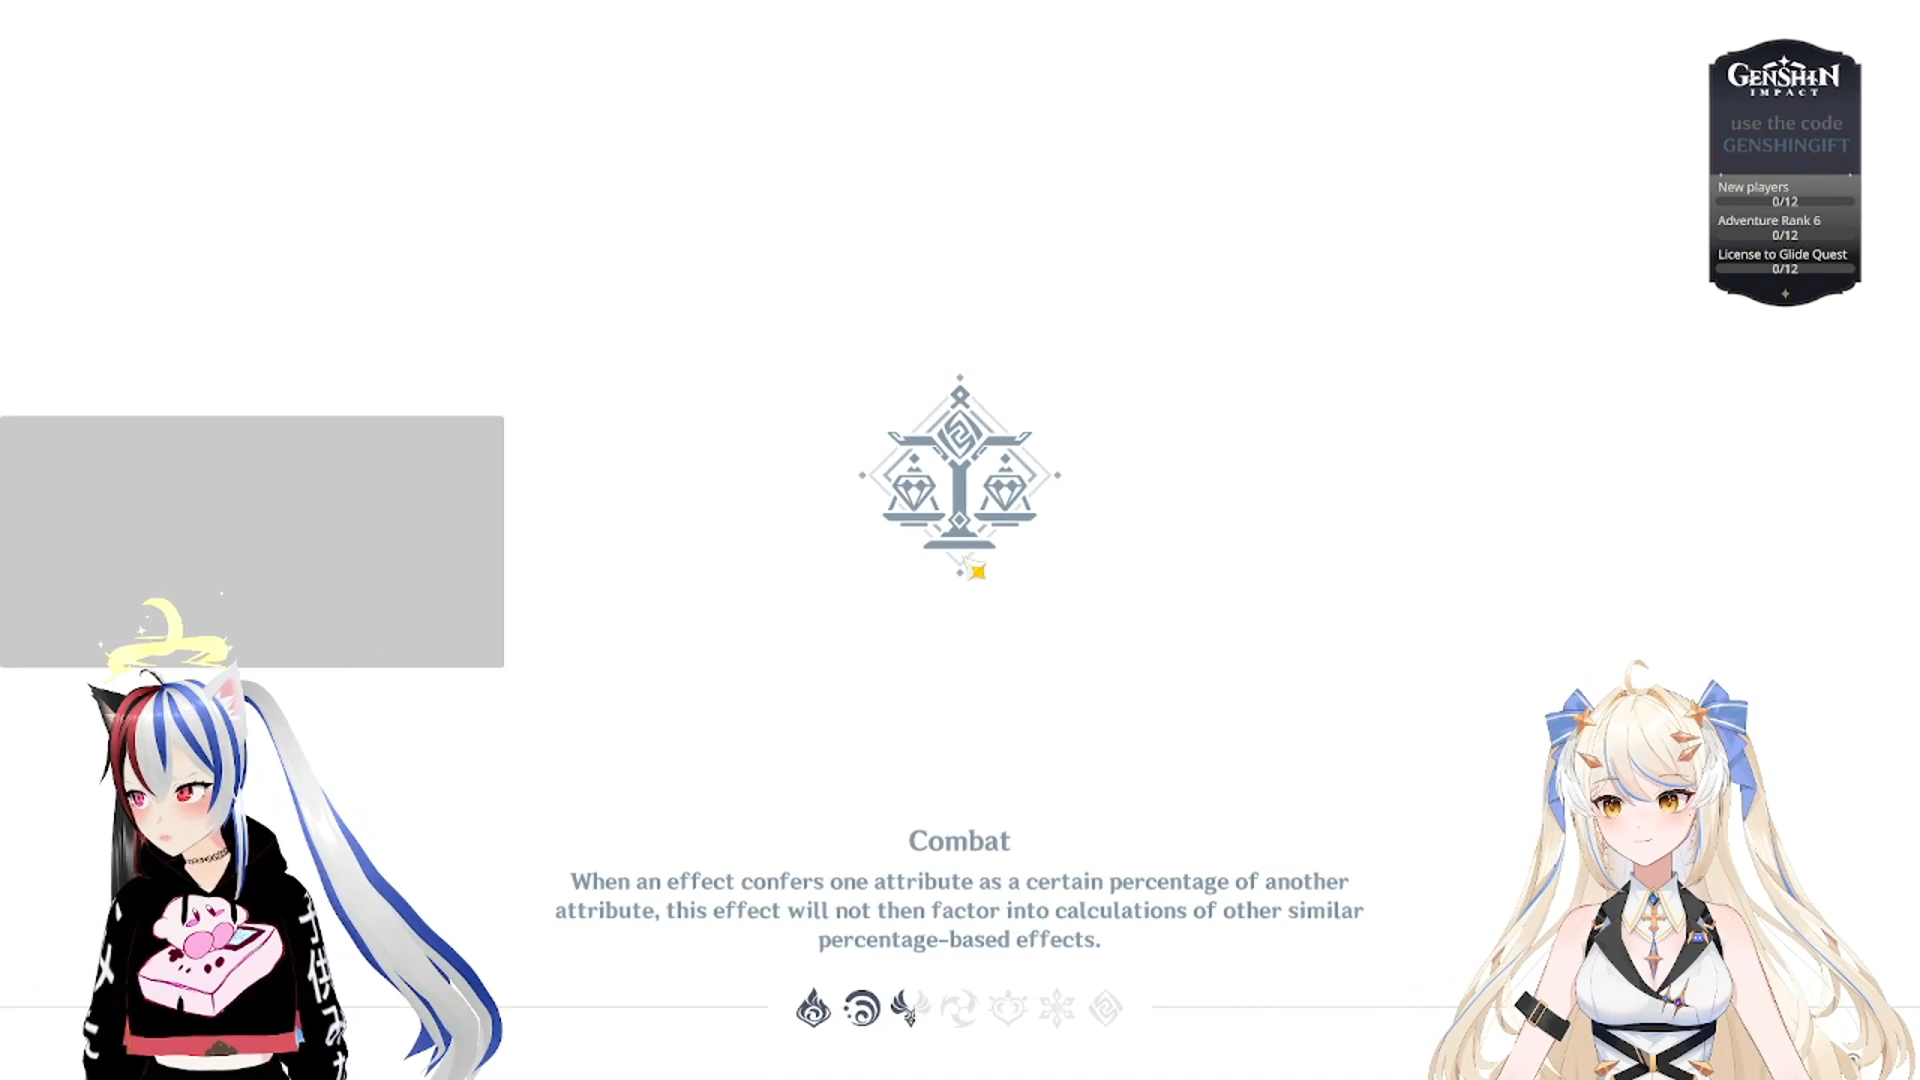 GENSHIN
IMPACT
use the code
GENSHINGIFT
New players
0/12
Adventure Rank 6
0/12
License to Glide Quest
0/12
Combat
When an effect confers one attribute as a certain percentage of another
attribute, this effect will not then factor into calculations of other similar
percentage-based effects.